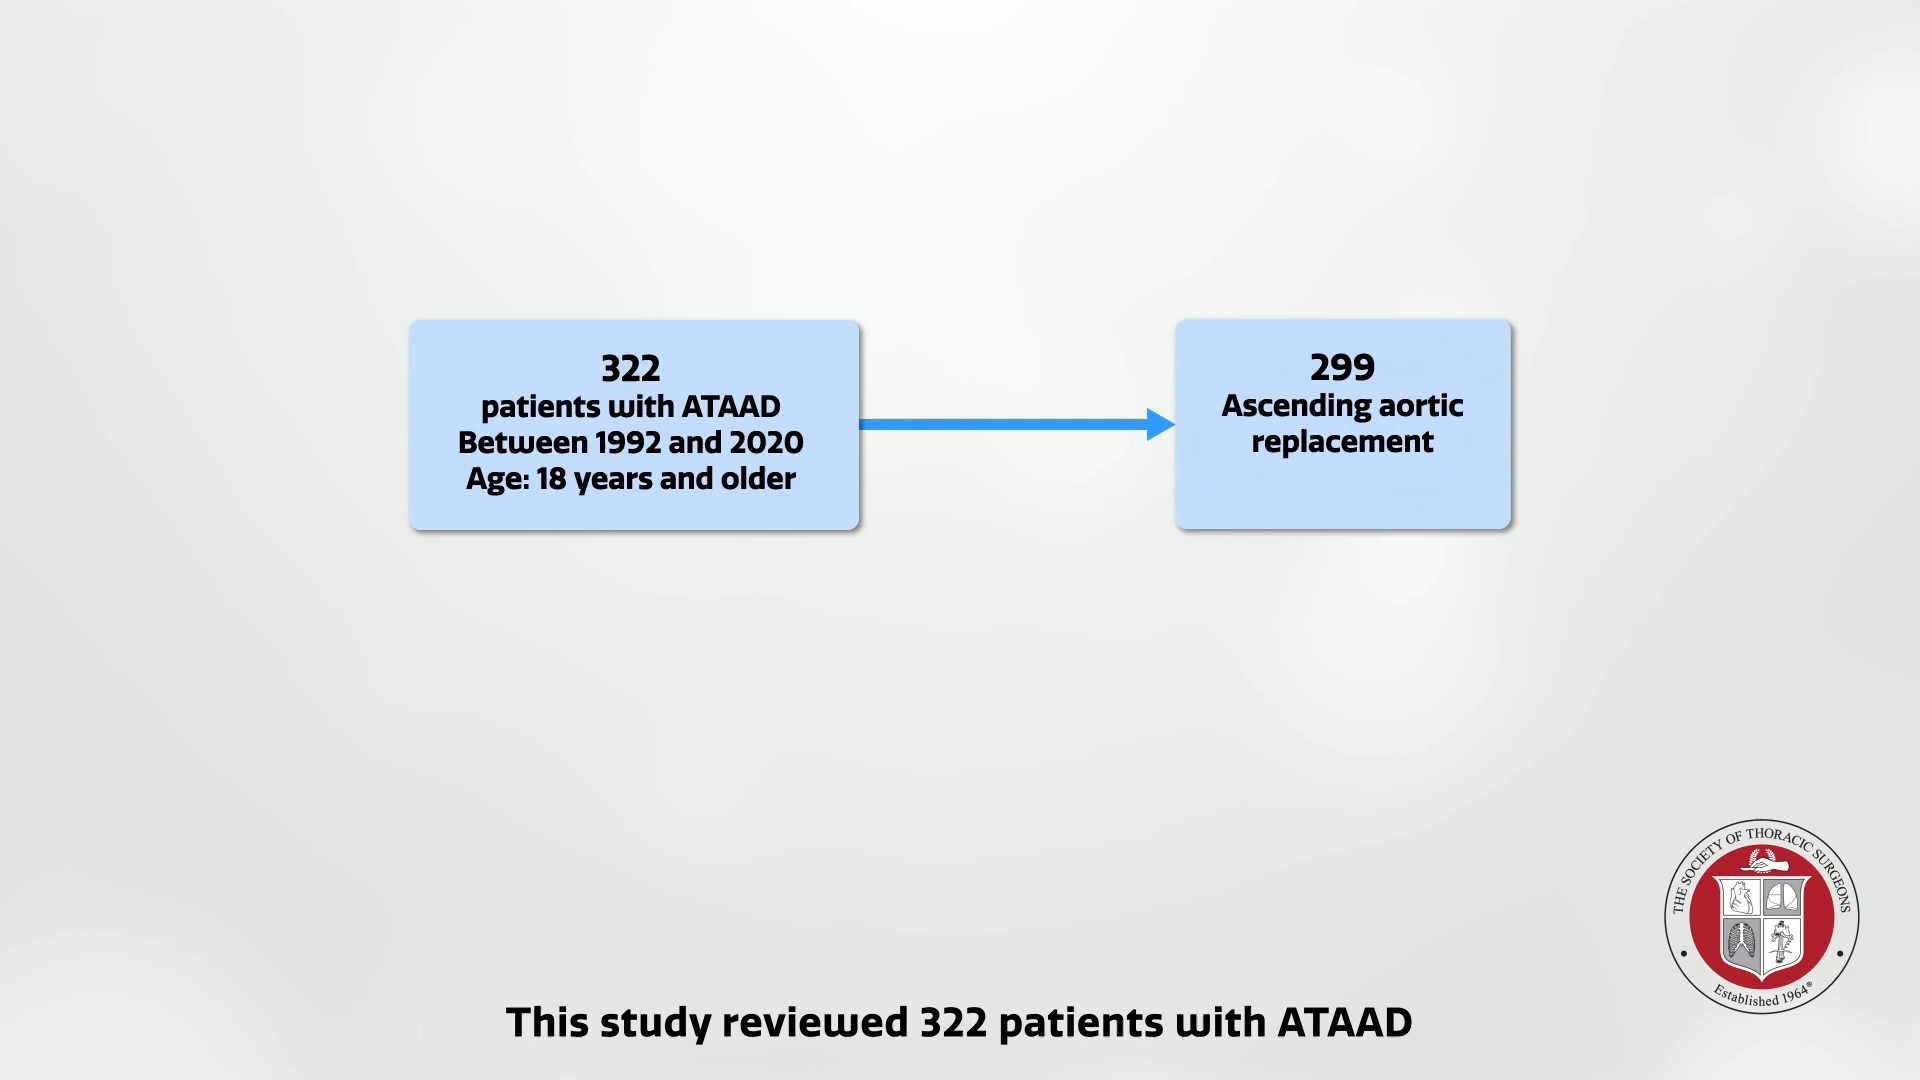 322
patients with ATAAD
Between 1992 and 2020
Age: 18 years and older
299
Ascending aortic
replacement
THE SOCIETY OF THORACIC SURGEONS
Established 1964®
This study reviewed 322 patients with ATAAD